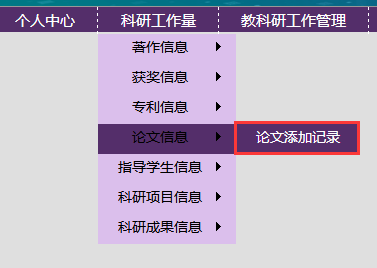 个人中心 科研工作量 教科研工作管理
著作信息
获奖信息
专利信息
论文信息 论文添加记录
指导学生信息
科研项目信息
科研成果信息